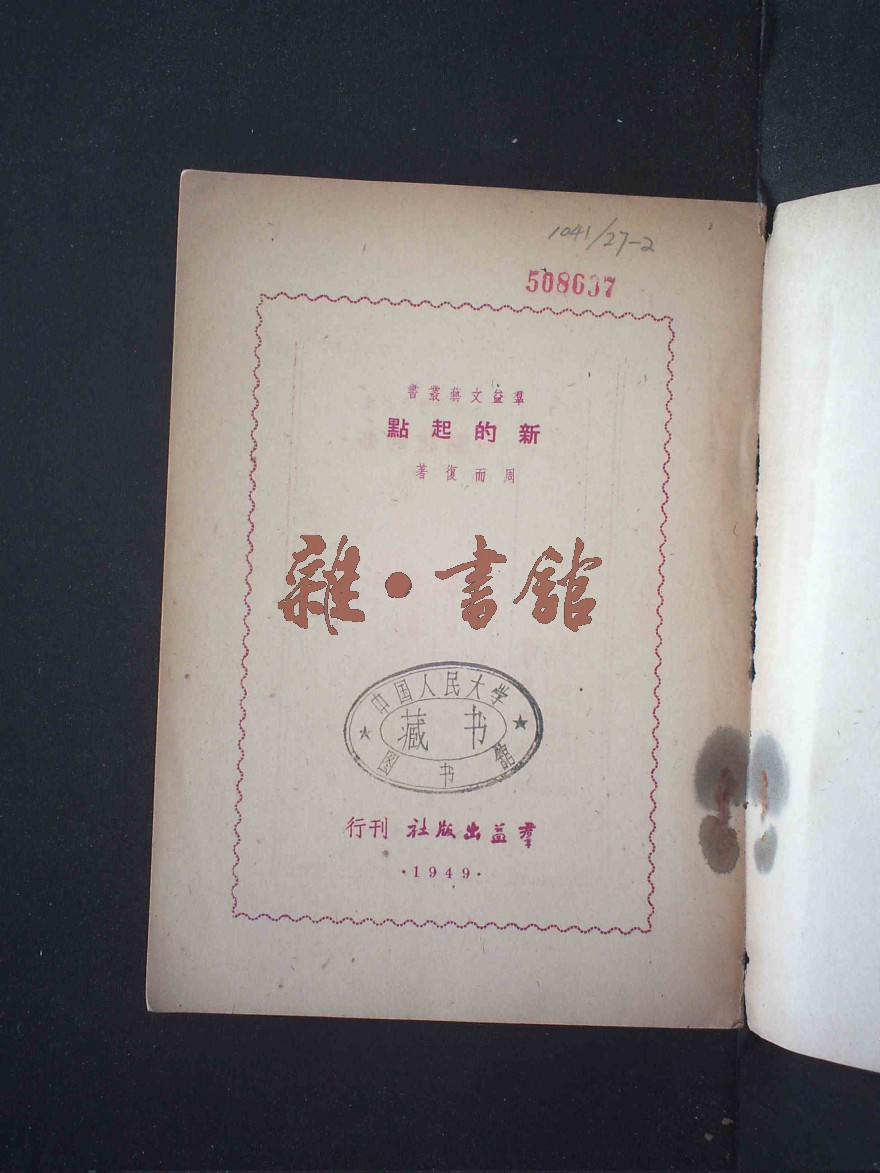 1041/27-2
508637
羣益文藝叢書
新的起點
周而復著
雜·書館
中国人民大学
藏书
图书馆
羣益出版社 刊行
·1949·